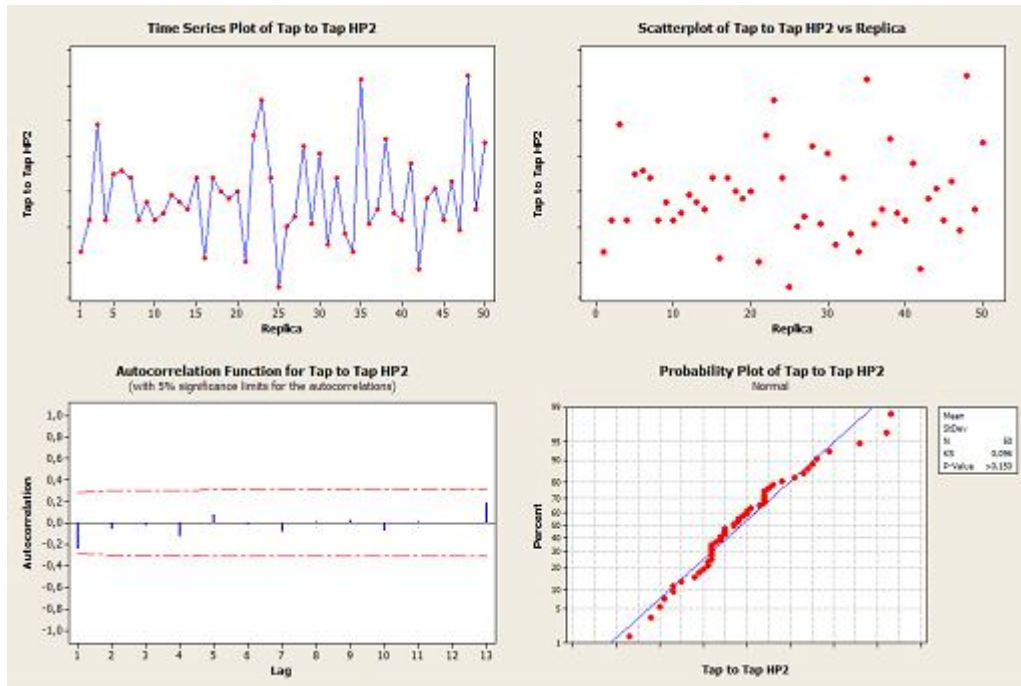 Time Series Plot of Tap to Tap HP2
Tap to Tap HP2
1 5 10 15 20 25 30 35 40 45 50
Replica
Scatterplot of Tap to Tap HP2 vs Replica
Tap to Tap HP2
0 10 20 30 40 50
Replica
Autocorrelation Function for Tap to Tap HP2
(with 5% significance limits for the autocorrelations)
Autocorrelation
1,0
0,8
0,6
0,4
0,2
0,0
-0,2
-0,4
-0,6
-0,8
-1,0
1 2 3 4 5 6 7 8 9 10 11 12 13
Lag
Probability Plot of Tap to Tap HP2
Normal
Percent
99
95
90
80
70
60
50
40
30
20
10
5
1
Tap to Tap HP2
Mean
StDev
N 50
KS 0,096
P-Value >0,150